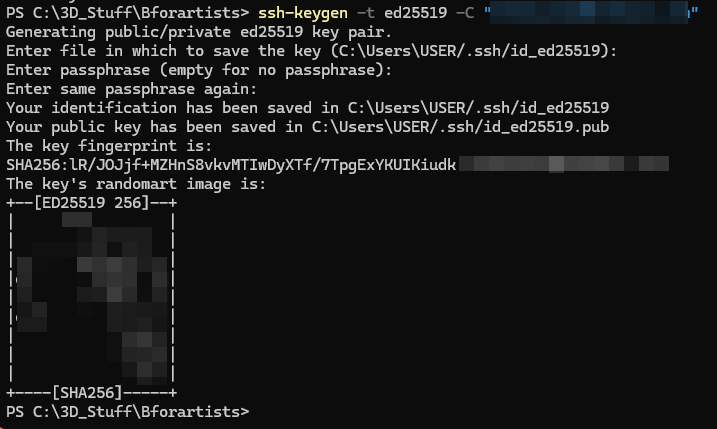 PS C:\3D_Stuff\Bforartists> ssh-keygen -t ed25519 -C ""
Generating public/private ed25519 key pair.
Enter file in which to save the key (C:\Users\USER/.ssh/id_ed25519):
Enter passphrase (empty for no passphrase):
Enter same passphrase again:
Your identification has been saved in C:\Users\USER/.ssh/id_ed25519
Your public key has been saved in C:\Users\USER/.ssh/id_ed25519.pub
The key fingerprint is:
SHA256:lR/JOJjf+MZHnS8vkvMTIwDyXTf/7TpgExYKUIKiudk
The key's randomart image is:
+--[ED25519 256]--+
+----[SHA256]-----+
PS C:\3D_Stuff\Bforartists>